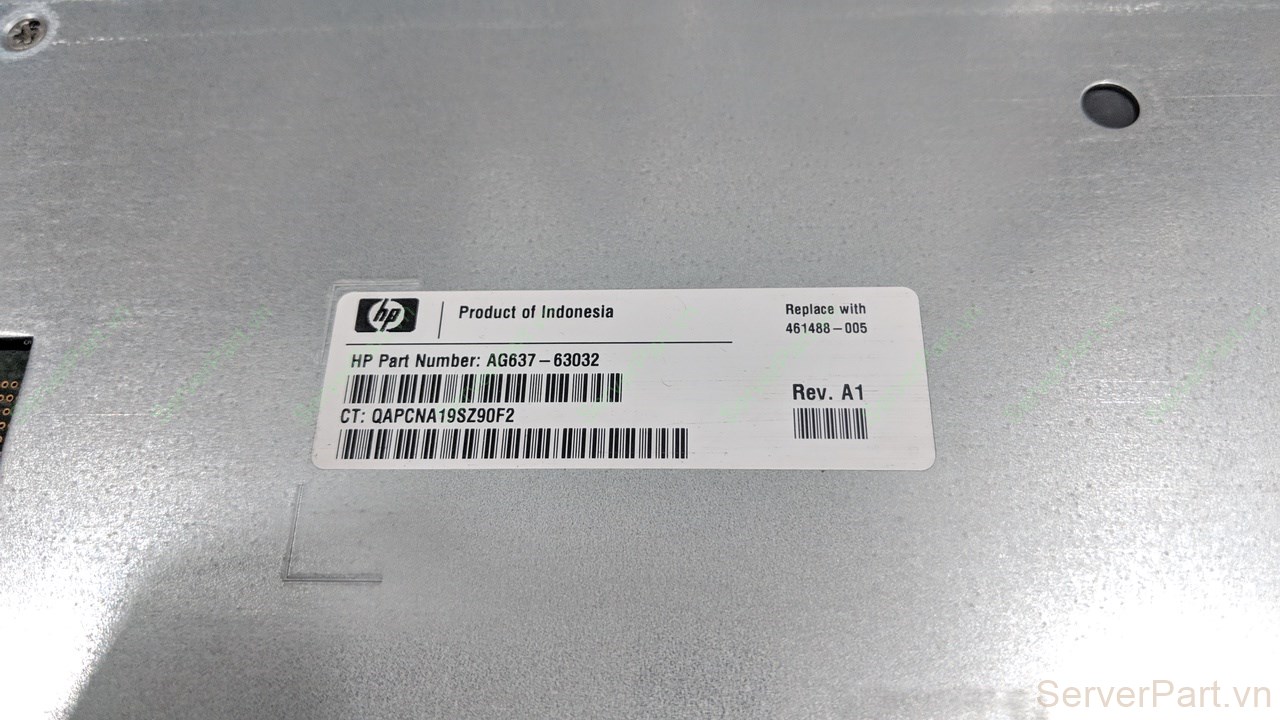 hp
Product of Indonesia
Replace with
461488-005
HP Part Number: AG637-63032
Rev. A1
CT: QAPCNA19SZ90F2
ServerPart.vn